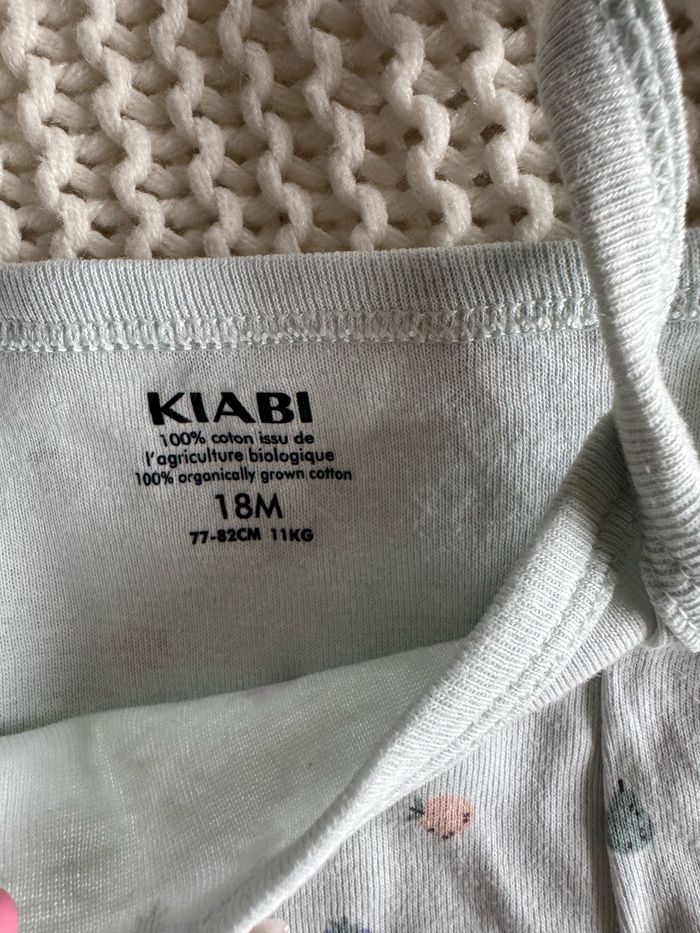 KIABI
100% coton issu de
l'agriculture biologique
100% organically grown cotton
18M
77-82CM 11KG